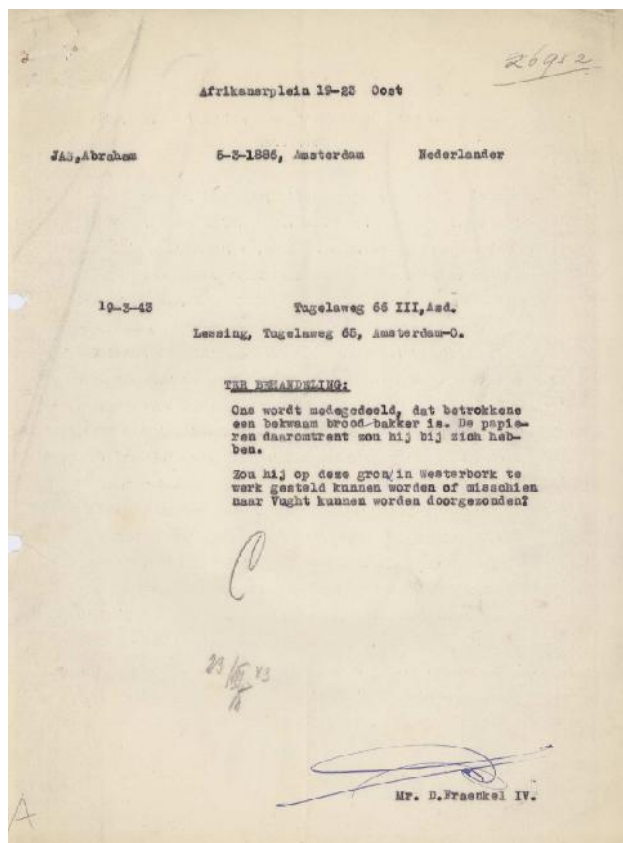 26952
Afrikanerplein 19-23 Oost
JAS,Abraham 5-3-1886, Amsterdam Nederlander
19-3-43 Tugelaweg 66 III,Asd.
Lessing, Tugelaweg 65, Amsterdam-O.
TER BEHANDELING:
Ons wordt medegedeeld, dat betrokkene
een bekwaam brood bakker is. De papie-
ren daaromtrent zou hij bij zich heb-
ben.
Zou hij op deze grond in Westerbork te
werk gesteld kunnen worden of misschien
naar Vught kunnen worden doorgezonden?
C
Mr. D.Fraenkel IV.
A